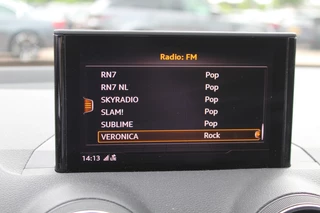 Radio: FM
RN7 Pop
RN7 NL Pop
SKYRADIO Pop
SLAM! Pop
SUBLIME Pop
VERONICA Rock
14:13